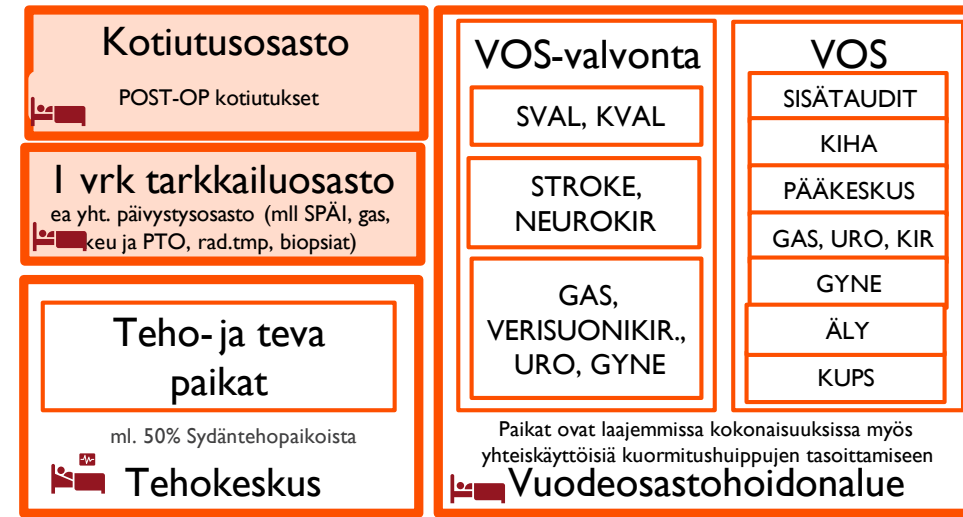 Kotiutusosasto
POST-OP kotiutukset
1 vrk tarkkailuosasto
ea yht. päivystysosasto (mll SPÄI, gas,
keu ja PTO, rad.tmp, biopsiat)
Teho- ja teva
paikat
ml. 50% Sydäntehopaikoista
Tehokeskus
VOS-valvonta
SVAL, KVAL
STROKE,
NEUROKIR
GAS,
VERISUONIKIR.,
URO, GYNE
VOS
SISÄTAUDIT
KIHA
PÄÄKESKUS
GAS, URO, KIR
GYNE
ÄLY
KUPS
Paikat ovat laajemmissa kokonaisuuksissa myös
yhteiskäyttöisiä kuormitushuippujen tasoittamiseen
Vuodeosastohoidonalue